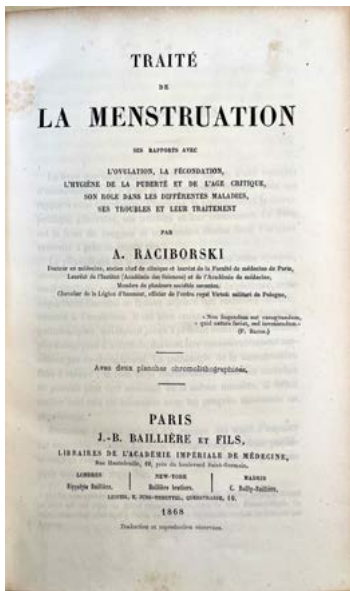 TRAITÉ
DE
LA MENSTRUATION
SES RAPPORTS AVEC
L'OVULATION, LA FÉCONDATION,
L'HYGIÈNE DE LA PUBERTÉ ET DE L'AGE CRITIQUE,
SON ROLE DANS LES DIFFÉRENTES MALADIES,
SES TROUBLES ET LEUR TRAITEMENT
PAR
A. RACIBORSKI
Docteur en médecine, ancien chef de clinique et lauréat de la Faculté de médecine de Paris,
Lauréat de l'Institut (Académie des Sciences) et de l'Académie de médecine,
Membre de plusieurs sociétés savantes.
Chevalier de la Légion d'honneur, officier de l'ordre royal Virtuti militari de Pologne,
« Non fingendum aut excogitandum,
« quid natura faciat, sed inveniendum »
(F. BACON.)
Avec deux planches chromolithographiées,
PARIS
J.-B. BAILLIÈRE ET FILS,
LIBRAIRES DE L'ACADÉMIE IMPÉRIALE DE MÉDECINE,
Rue Hautefeuille, 19, près du boulevard Saint-Germain.
LONDRES | NEW-YORK | MADRID
Hippolyte Baillière. | Baillière brothers. | C. Bailly-Baillière.
LEIPZIG, E. JUNG-TREUTTEL, QUERSTRASSE, 10.
1868
Traduction et reproduction réservées.